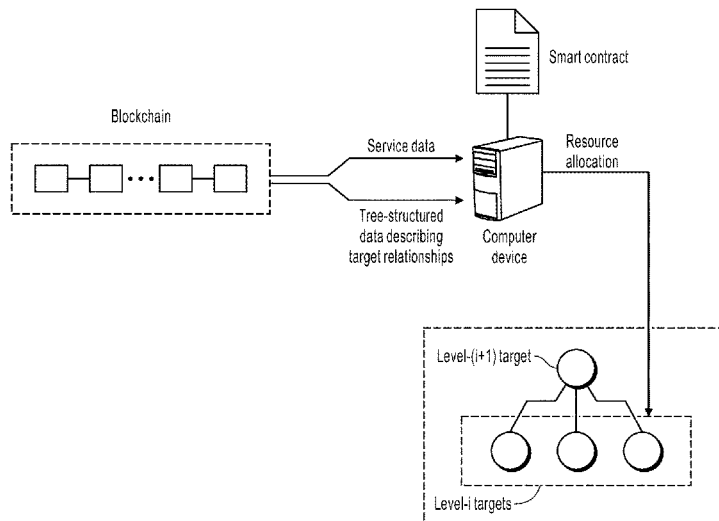 Smart contract
Blockchain
Service data
Resource
allocation
Tree-structured
data describing
target relationships
Computer
device
Level-(i+1) target
Level-i targets